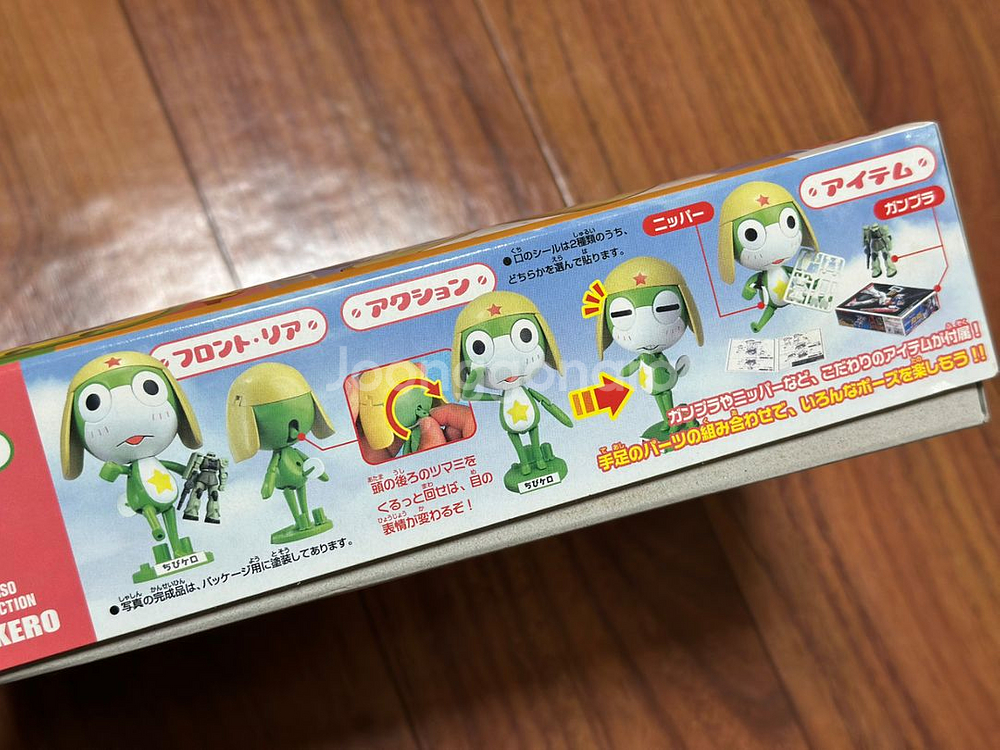 フロント・リア
ちびケロ
●写真の完成品は、パッケージ用に塗装してあります。
アクション
頭の後ろのツマミを
くるっと回せば、目の
表情が変わるぞ!
●口のシールは2種類のうち、
どちらかを選んで貼ります。
ちびケロ
アイテム
ニッパー
ガンプラ
ガンプラやニッパーなど、こだわりのアイテムが付属!
手足のパーツの組み合わせで、いろんなポーズを楽しもう!!
KERO
Joonggonara